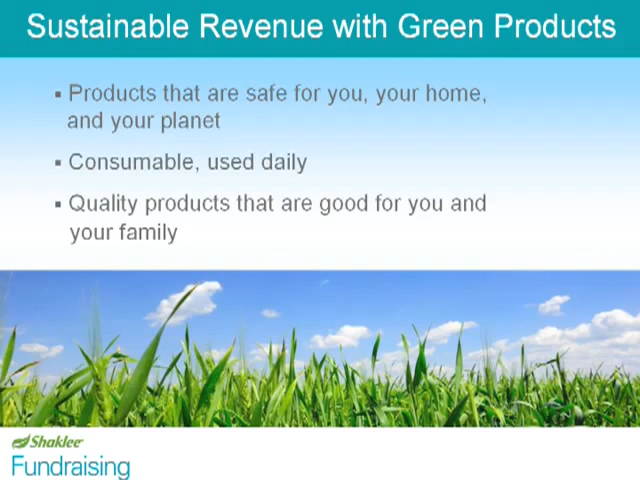 Sustainable Revenue with Green Products
▪ Products that are safe for you, your home,
and your planet
▪ Consumable, used daily
▪ Quality products that are good for you and
your family
Shaklee
Fundraising